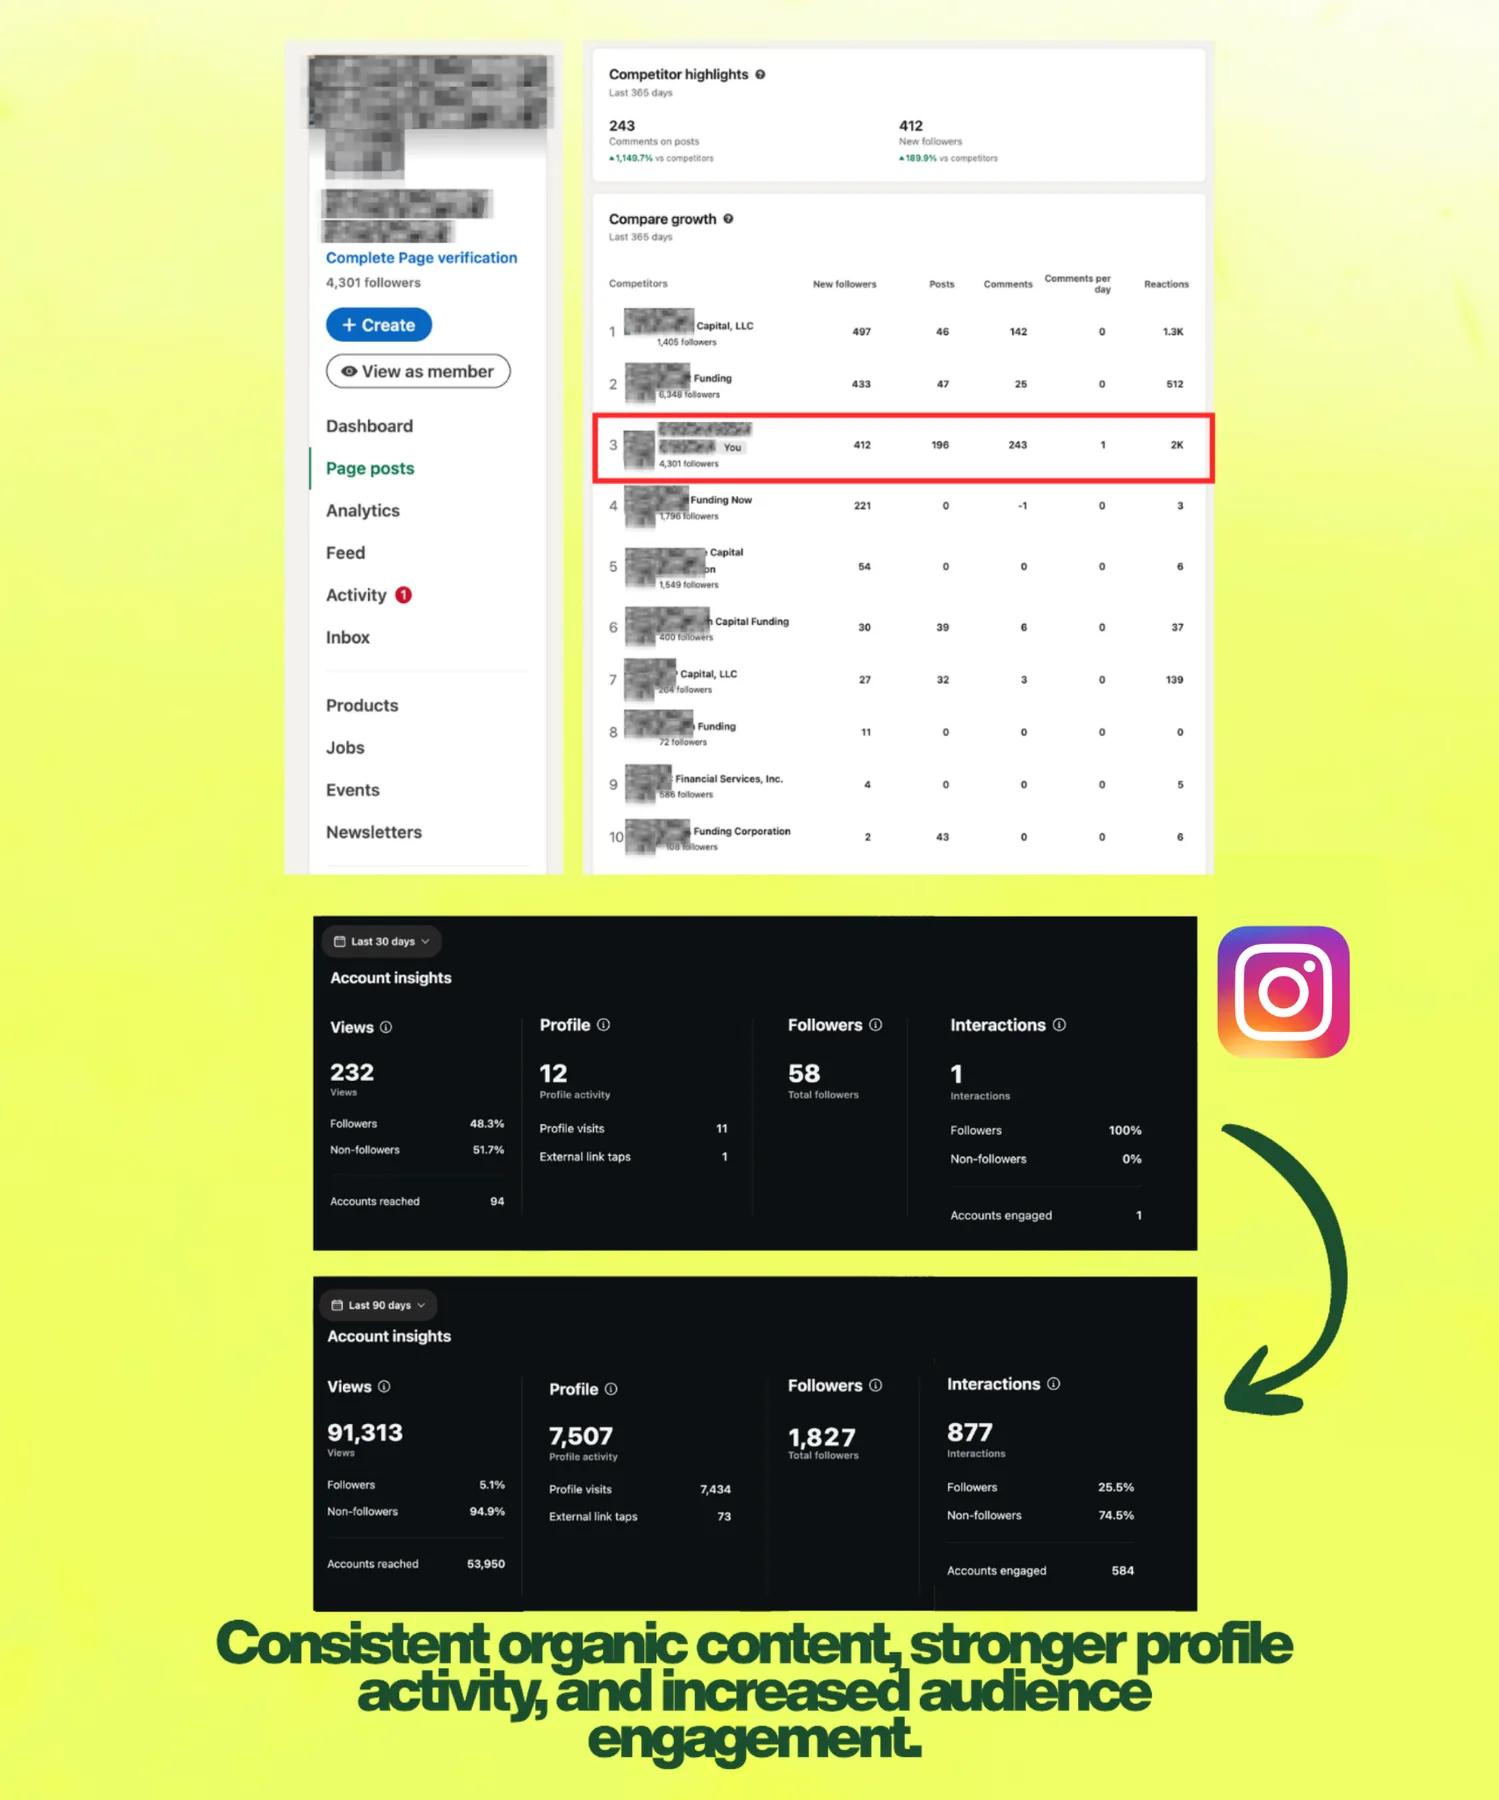 Complete Page verification
4,301 followers
+ Create
View as member
Dashboard
Page posts
Analytics
Feed
Activity 1
Inbox
Products
Jobs
Events
Newsletters
Competitor highlights
Last 365 days
243 412
Comments on posts New followers
▲1,149.7% vs competitors ▲189.9% vs competitors
Compare growth
Last 365 days
Competitors New followers Posts Comments Comments per day Reactions
1 Capital, LLC 497 46 142 0 1.3K
1,405 followers
2 Funding 433 47 25 0 512
6,348 followers
3 You 412 196 243 1 2K
4,301 followers
4 Funding Now 221 0 -1 0 3
1,796 followers
5 Capital 54 0 0 0 6
on
1,549 followers
6 Capital Funding 30 39 6 0 37
400 followers
7 Capital, LLC 27 32 3 0 139
264 followers
8 Funding 11 0 0 0 0
72 followers
9 Financial Services, Inc. 4 0 0 0 5
586 followers
10 Funding Corporation 2 43 0 0 6
108 followers
Last 30 days
Account insights
Views Profile Followers Interactions
232 12 58 1
Views Profile activity Total followers Interactions
Followers 48.3% Profile visits 11 Followers 100%
Non-followers 51.7% External link taps 1 Non-followers 0%
Accounts reached 94 Accounts engaged 1
Last 90 days
Account insights
Views Profile Followers Interactions
91,313 7,507 1,827 877
Views Profile activity Total followers Interactions
Followers 5.1% Profile visits 7,434 Followers 25.5%
Non-followers 94.9% External link taps 73 Non-followers 74.5%
Accounts reached 53,950 Accounts engaged 584
Consistent organic content, stronger profile
activity, and increased audience
engagement.